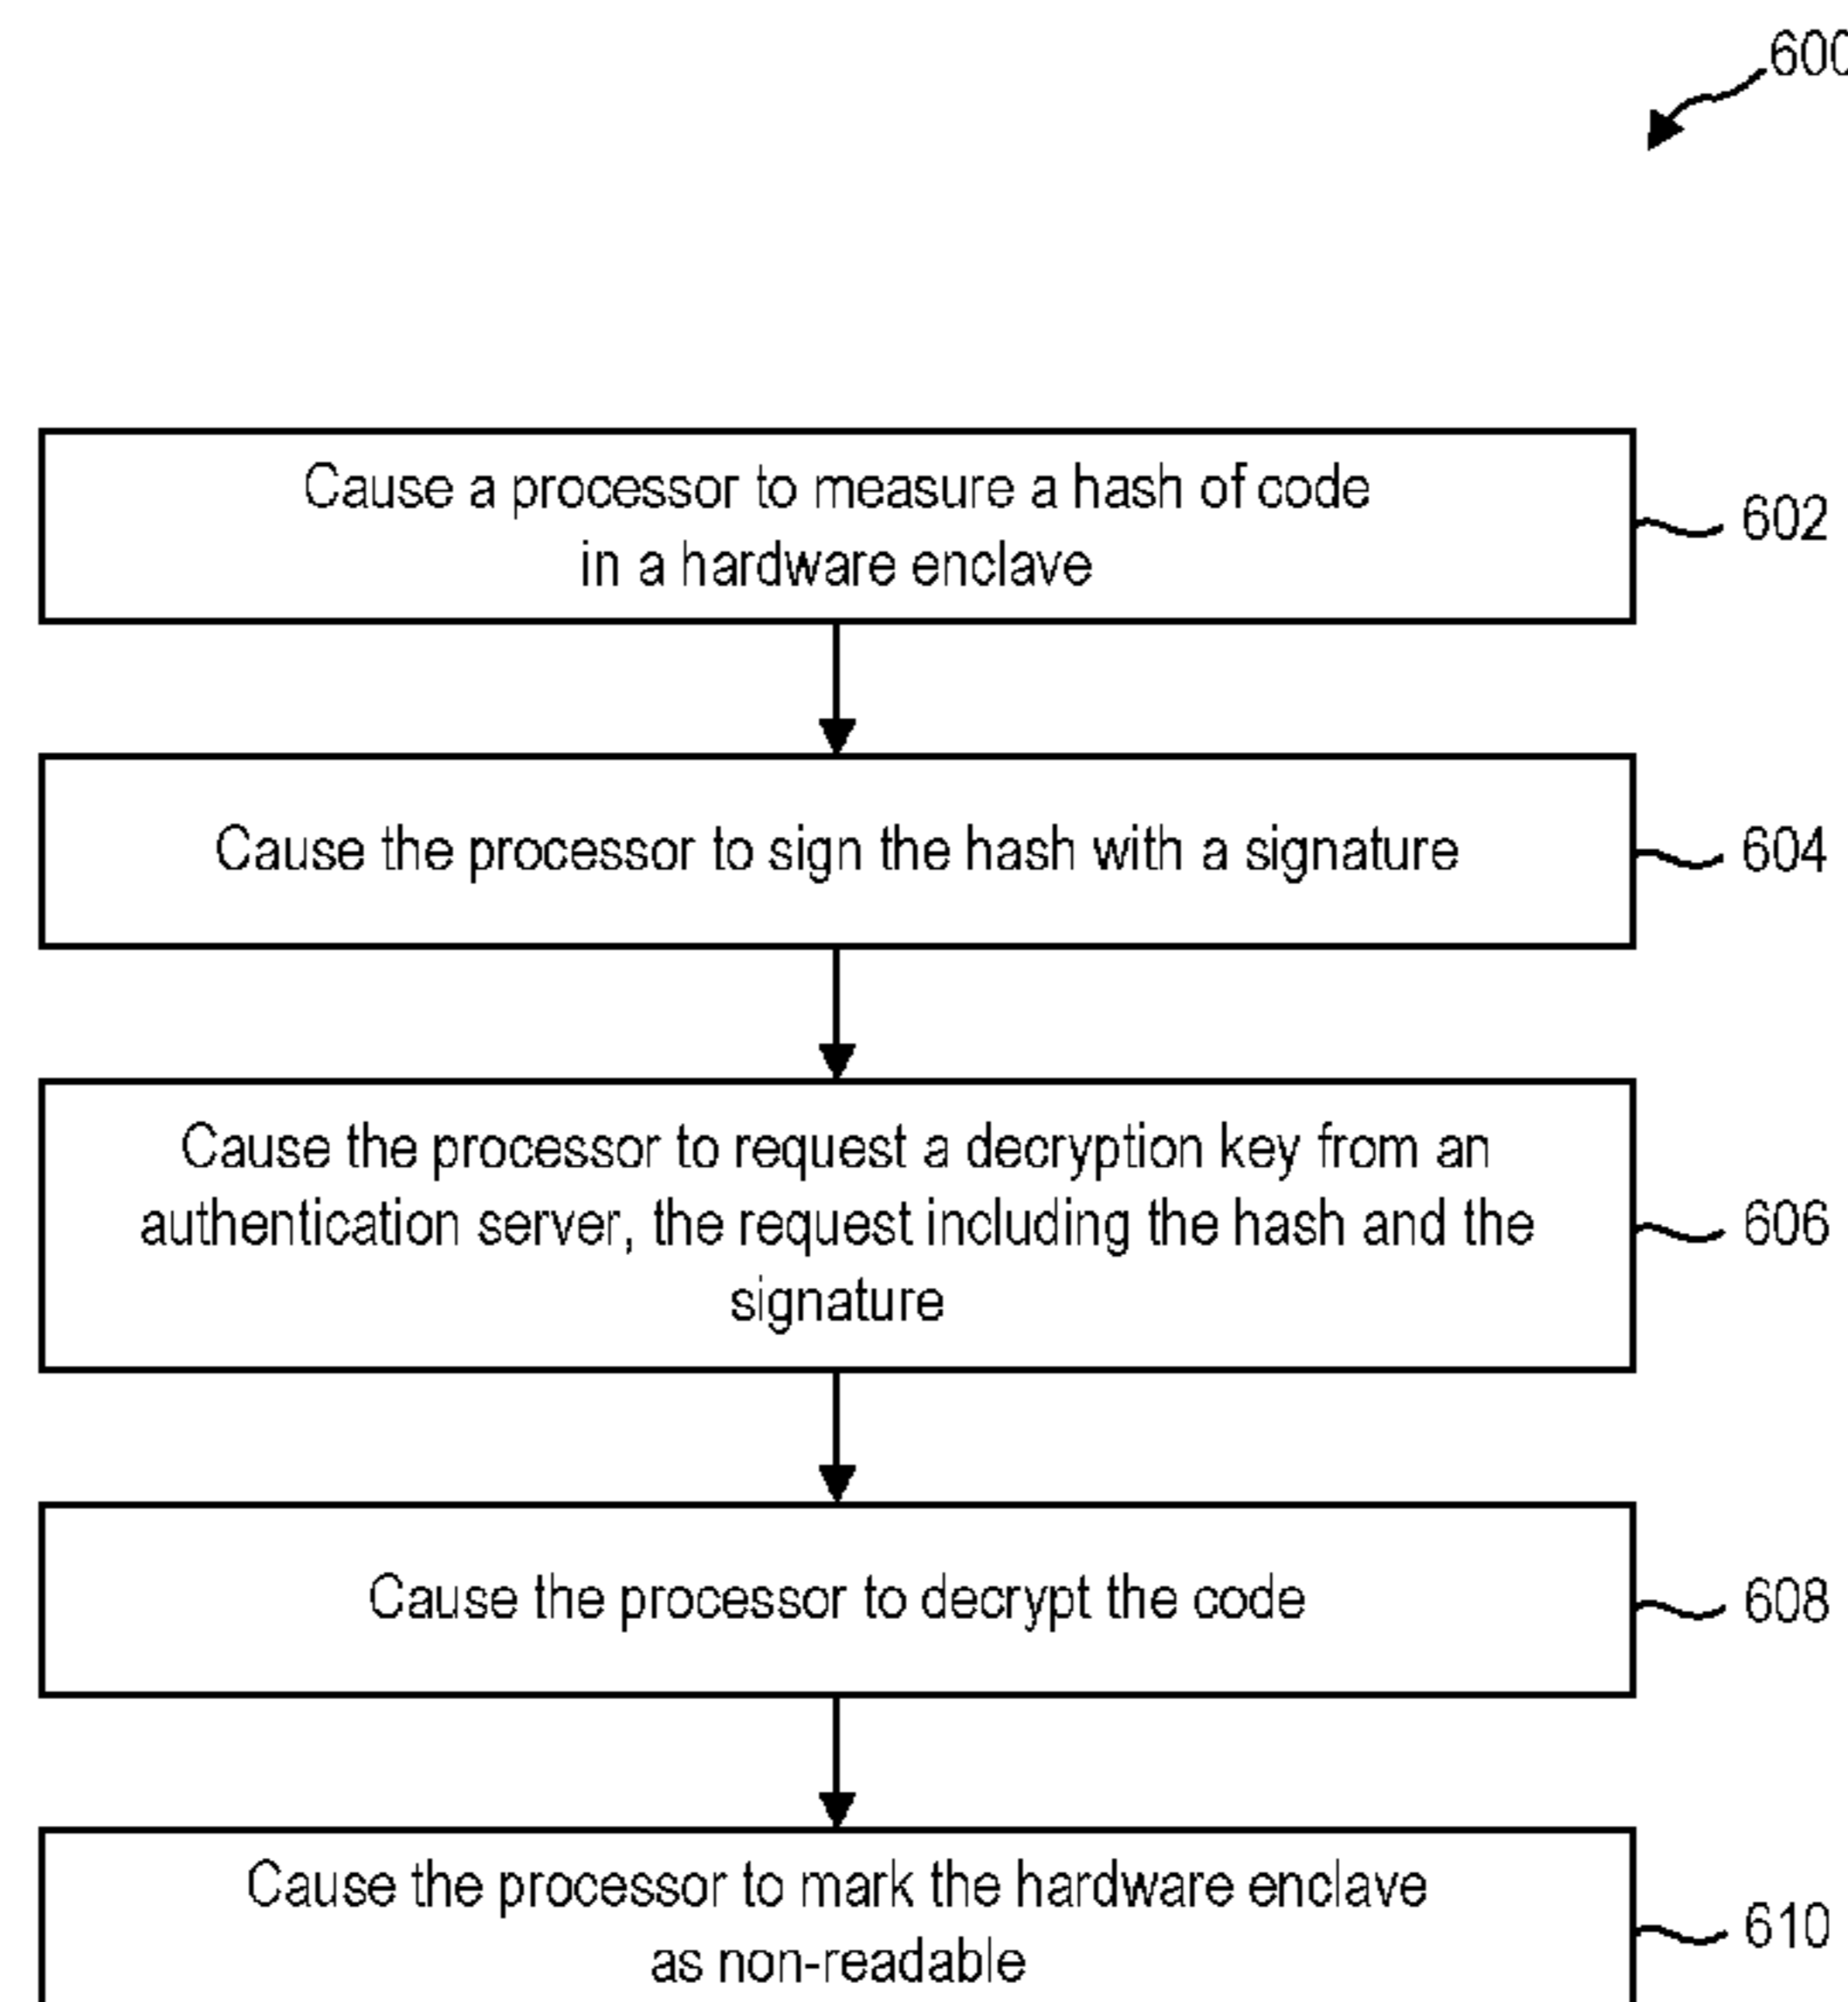 600
Cause a processor to measure a hash of code
in a hardware enclave
602
Cause the processor to sign the hash with a signature
604
Cause the processor to request a decryption key from an
authentication server, the request including the hash and the
signature
606
Cause the processor to decrypt the code
608
Cause the processor to mark the hardware enclave
as non-readable
610